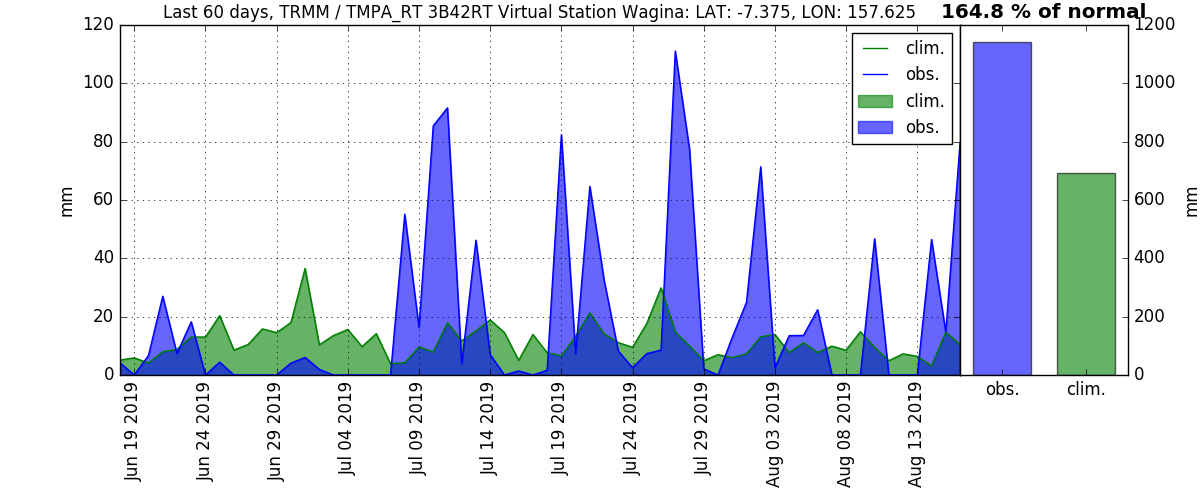 Last 60 days, TRMM / TMPA_RT 3B42RT Virtual Station Wagina: LAT: -7.375, LON: 157.625
164.8 % of normal
120
100
80
60
40
20
0
mm
clim.
obs.
clim.
obs.
1200
1000
800
600
400
200
0
mm
Jun 19 2019
Jun 24 2019
Jun 29 2019
Jul 04 2019
Jul 09 2019
Jul 14 2019
Jul 19 2019
Jul 24 2019
Jul 29 2019
Aug 03 2019
Aug 08 2019
Aug 13 2019
obs.
clim.